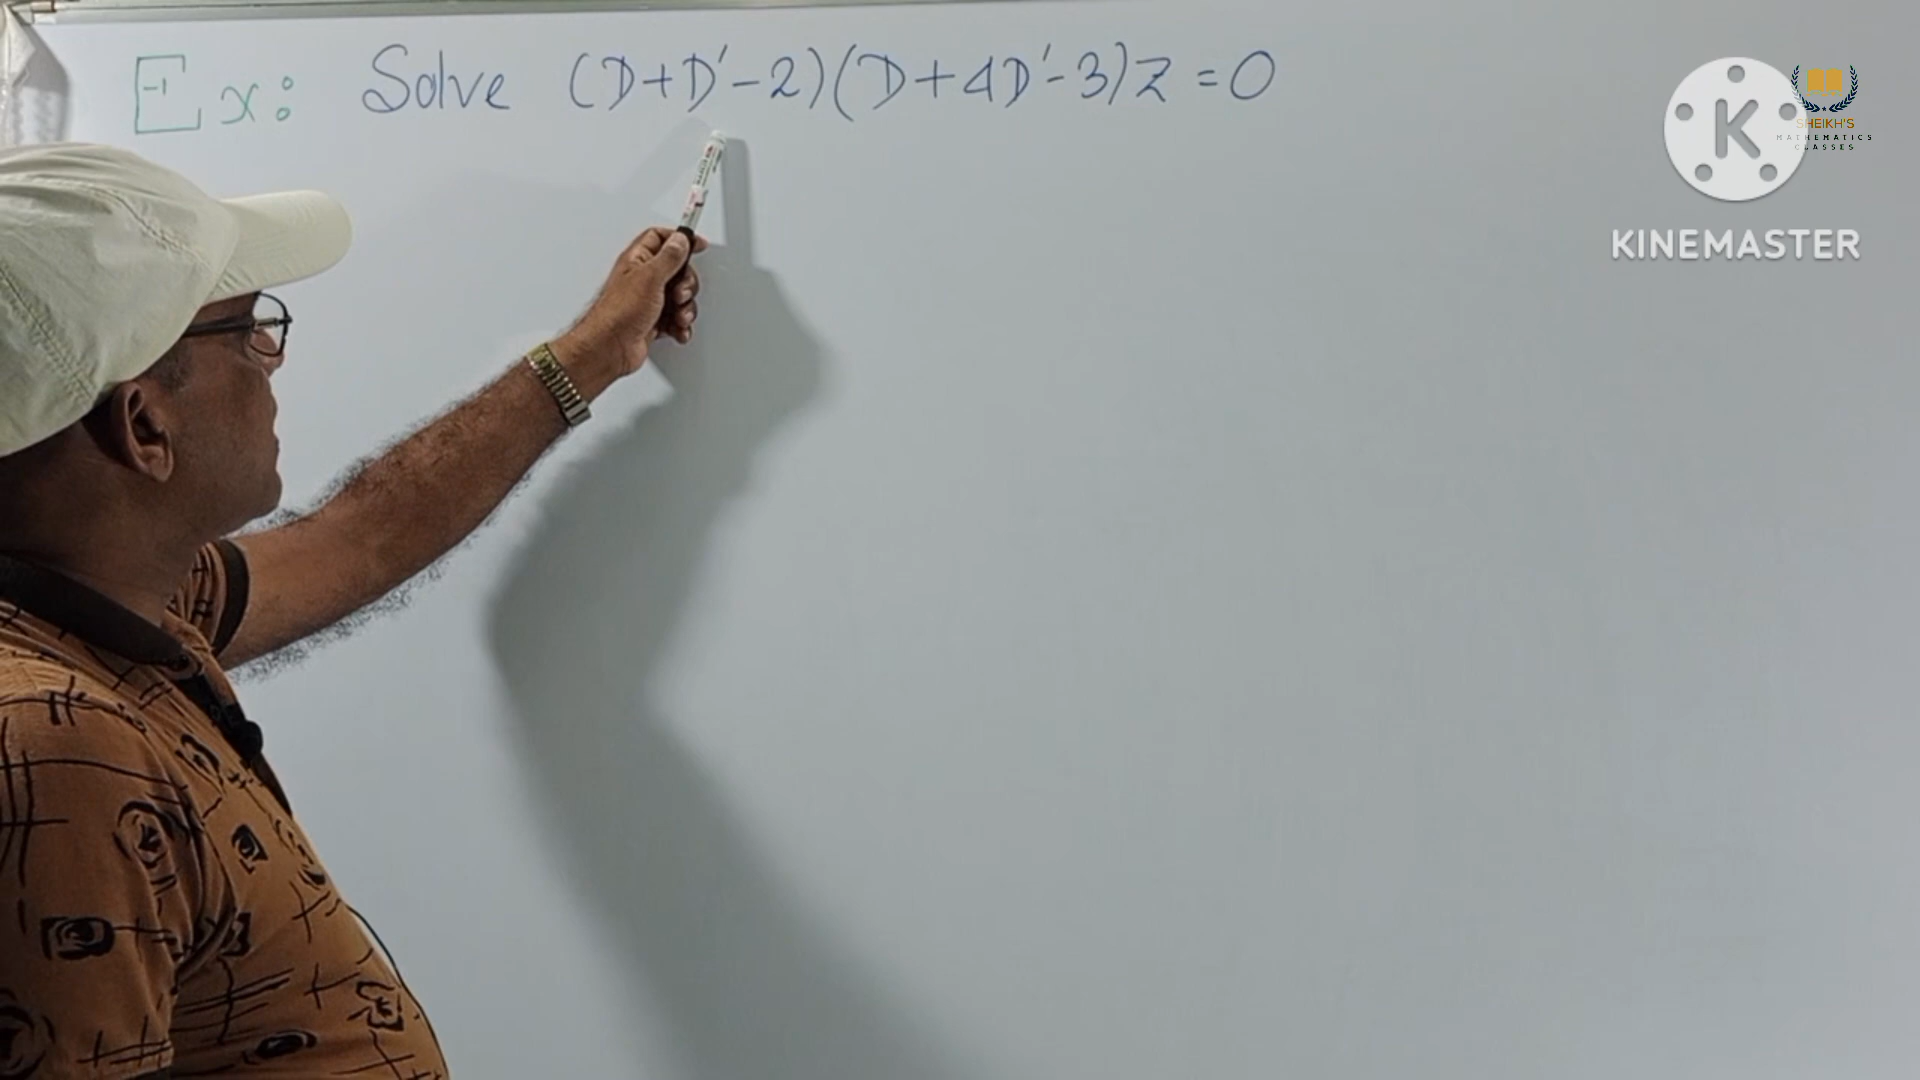 Ex: Solve (D+D'-2)(D+4D'-3)Z=0
K
KINEMASTER
SHEIKH'S
MATHEMATICS
CLASSES